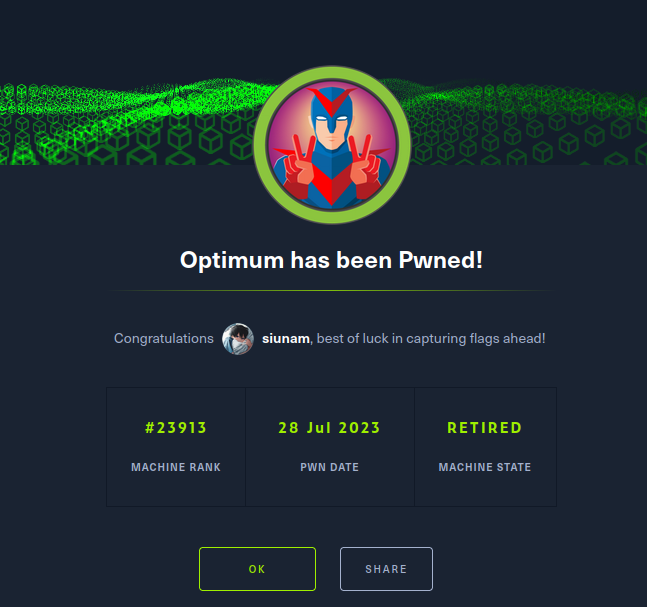 Optimum has been Pwned!
Congratulations siunam, best of luck in capturing flags ahead!
#23913 28 Jul 2023 RETIRED
MACHINE RANK PWN DATE MACHINE STATE
OK SHARE